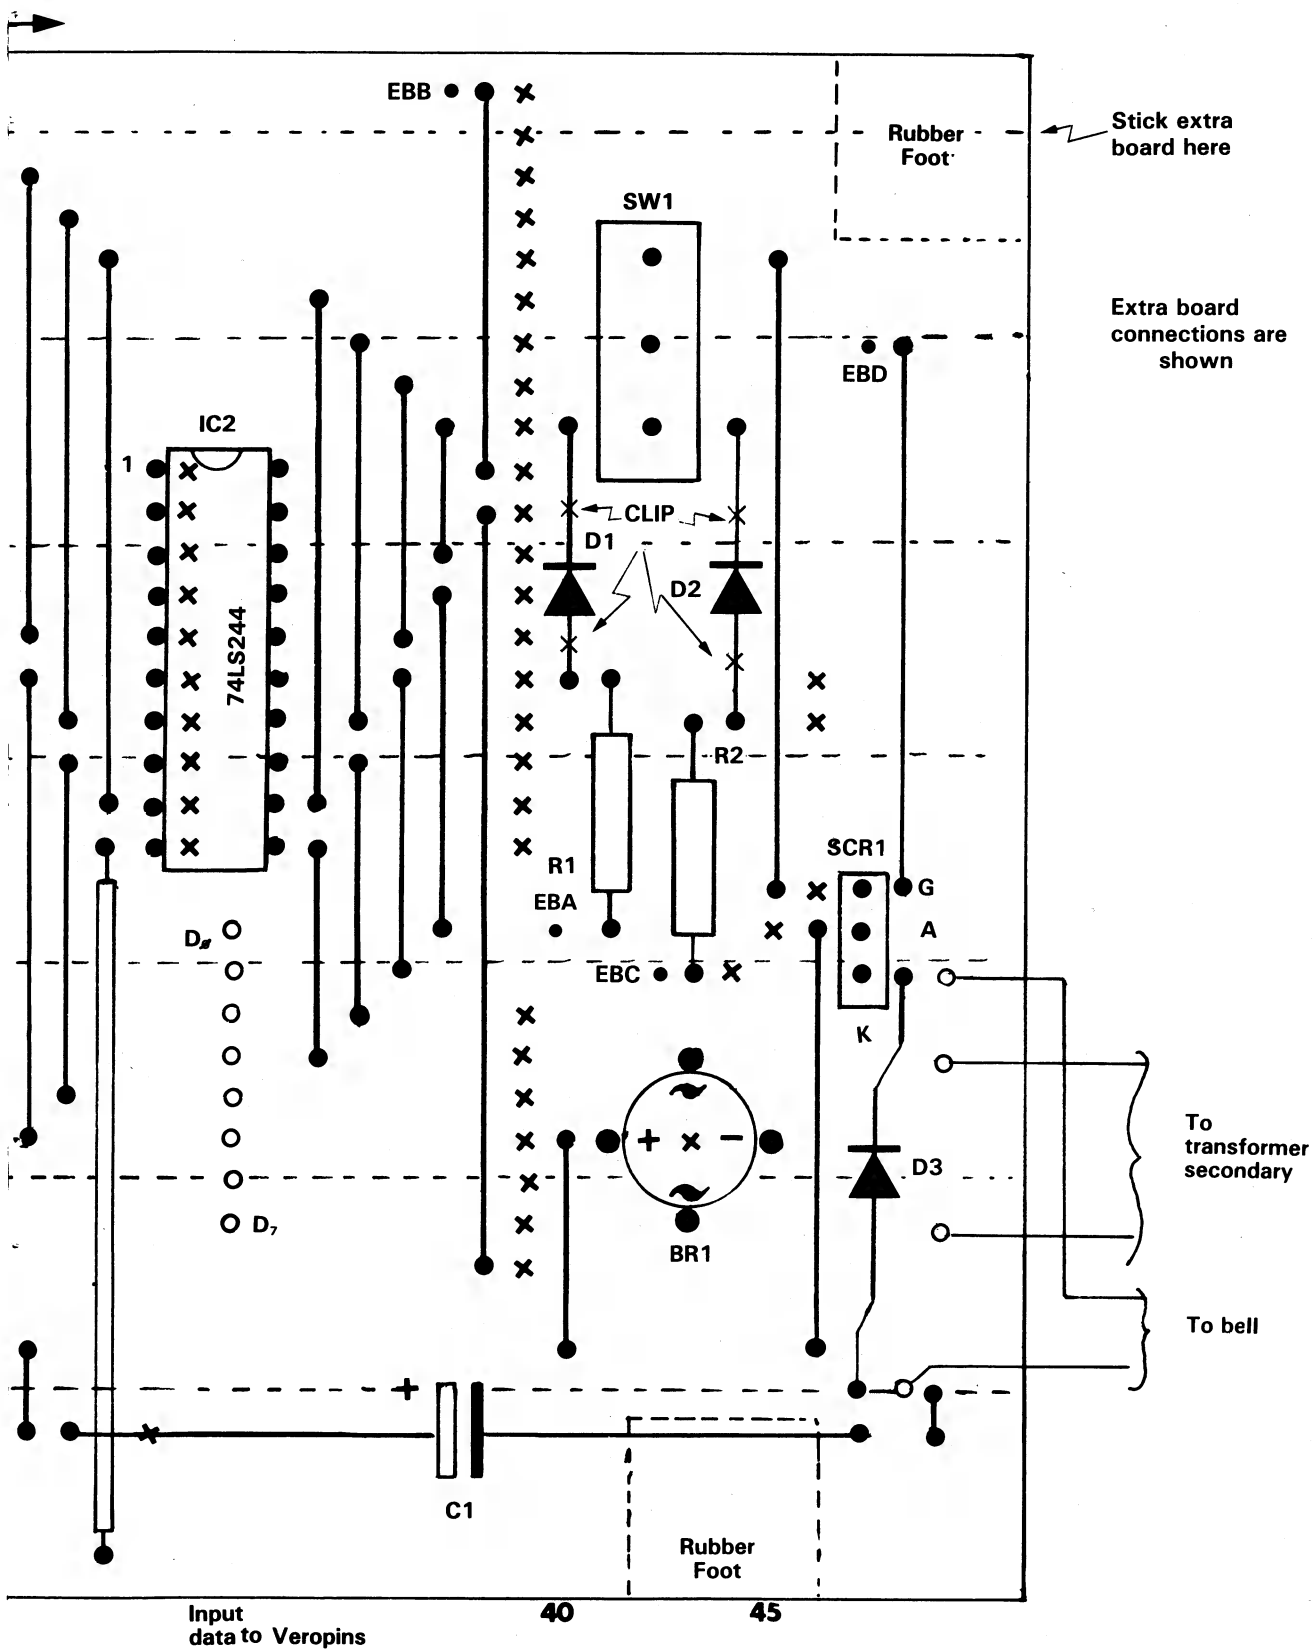 EBB
Rubber
Foot
Stick extra
board here
SW1
Extra board
connections are
shown
EBD
IC2
1
CLIP
D1
D2
74LS244
R2
R1
SCR1
G
EBA
A
D0
EBC
K
+ −
D3
To
transformer
secondary
D7
BR1
To bell
+
C1
Rubber
Foot
40 45
Input
data to Veropins